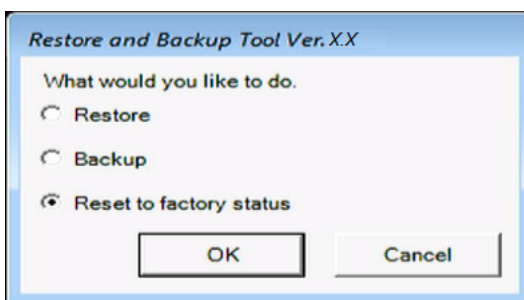 Restore and Backup Tool Ver. X.X
What would you like to do.
Restore
Backup
Reset to factory status
OK Cancel